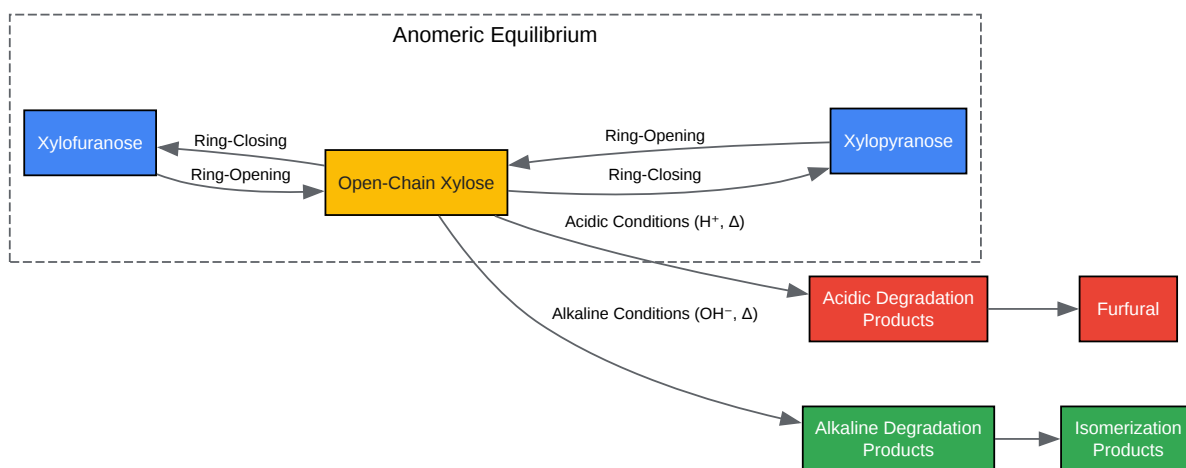 Anomeric Equilibrium
Xylofuranose
Ring-Closing
Ring-Opening
Open-Chain Xylose
Ring-Opening
Ring-Closing
Xylopyranose
Acidic Conditions (H⁺, Δ)
Alkaline Conditions (OH⁻, Δ)
Acidic Degradation
Products
Furfural
Alkaline Degradation
Products
Isomerization
Products